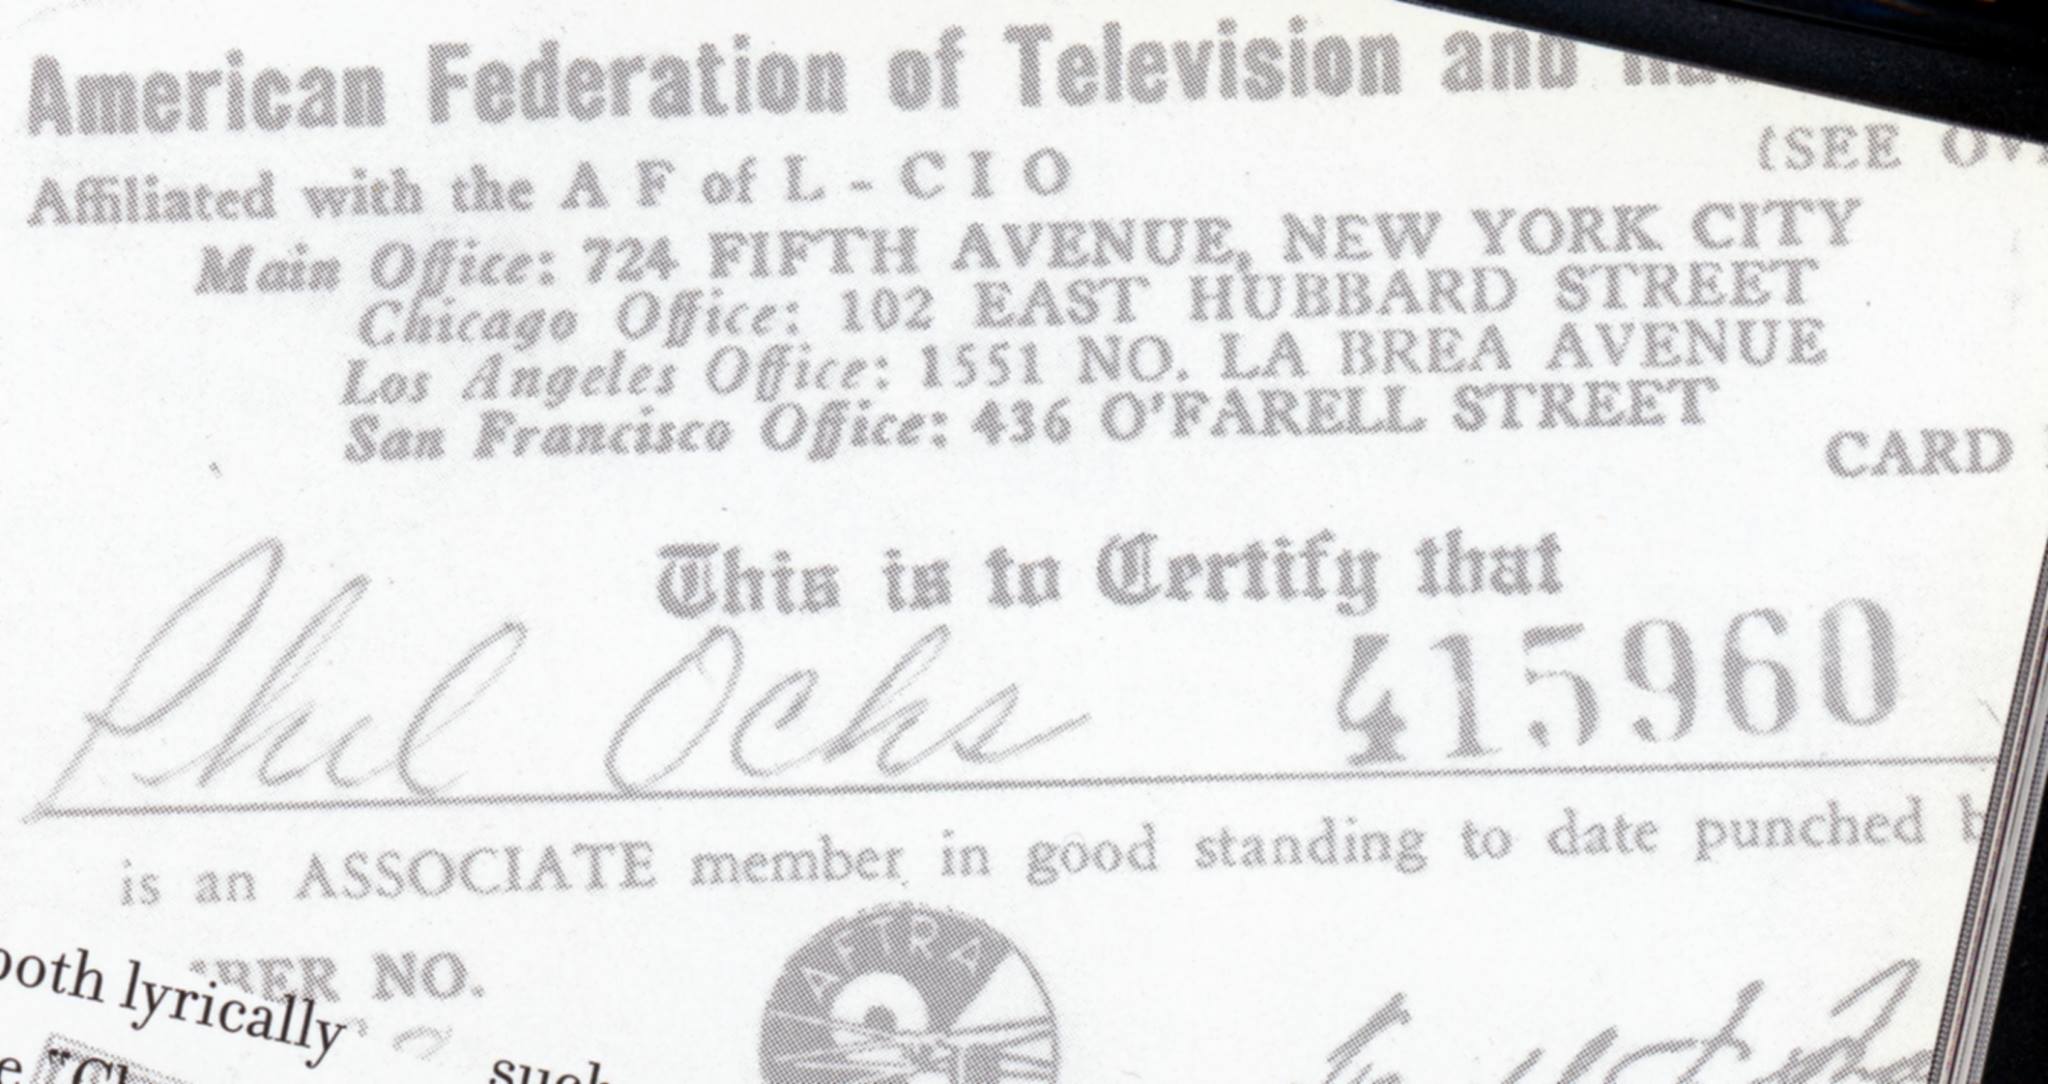 American Federation of Television and
(SEE
Affiliated with the A F of L - C I O
Main Office: 724 FIFTH AVENUE, NEW YORK CITY
Chicago Office: 102 EAST HUBBARD STREET
Los Angeles Office: 1551 NO. LA BREA AVENUE
San Francisco Office: 436 O'FARELL STREET
CARD
This is to Certify that
Phil Ochs 415960
is an ASSOCIATE member in good standing to date punched
NO.
AFTRA
lyrically
such